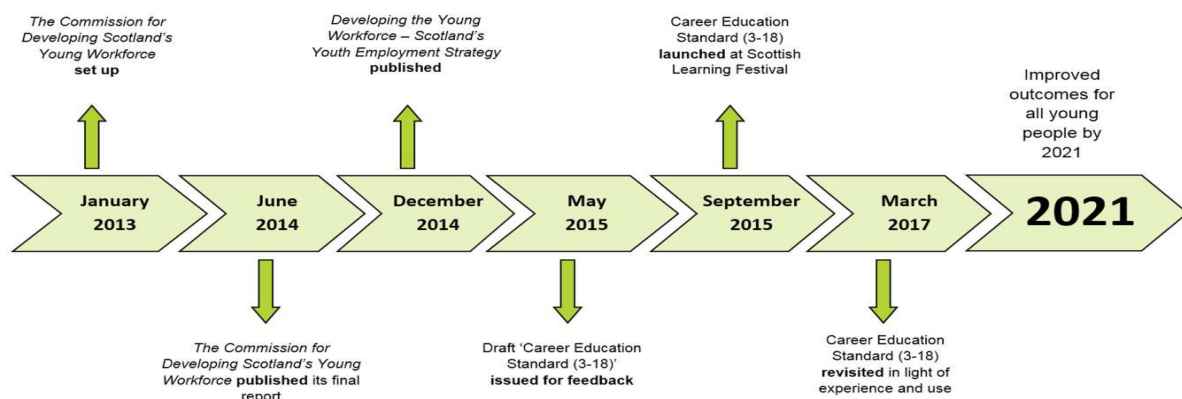 The Commission for
Developing Scotland's
Young Workforce
set up
Developing the Young
Workforce – Scotland's
Youth Employment Strategy
published
Career Education
Standard (3-18)
launched at Scottish
Learning Festival
Improved
outcomes for
all young
people by
2021
January
2013
June
2014
December
2014
May
2015
September
2015
March
2017
2021
The Commission for
Developing Scotland's Young
Workforce published its final
report
Draft 'Career Education
Standard (3-18)'
issued for feedback
Career Education
Standard (3-18)
revisited in light of
experience and use